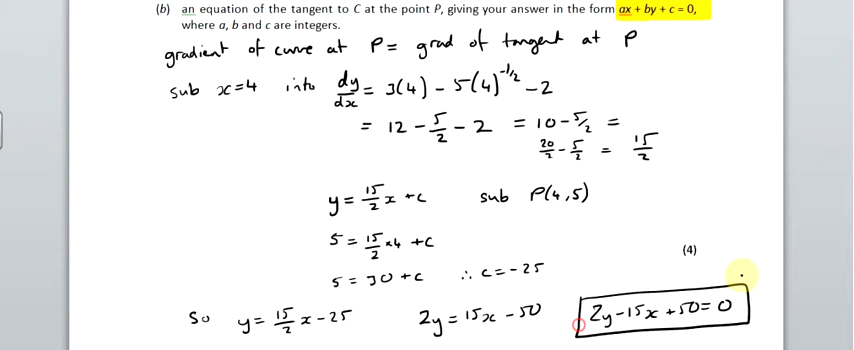 (b) an equation of the tangent to C at the point P, giving your answer in the form ax + by + c = 0,
where a, b and c are integers.
gradient of curve at P = grad of tangent at P
sub x=4 into dy/dx = 3(4) - 5(4)^-1/2 - 2
= 12 - 5/2 - 2 = 10 - 5/2 =
20/2 - 5/2 = 15/2
y = 15/2 x + c sub P(4,5)
5 = 15/2 x 4 + c
(4)
5 = 30 + c ∴ c = -25
So y = 15/2 x - 25 2y = 15x - 50 2y - 15x + 50 = 0